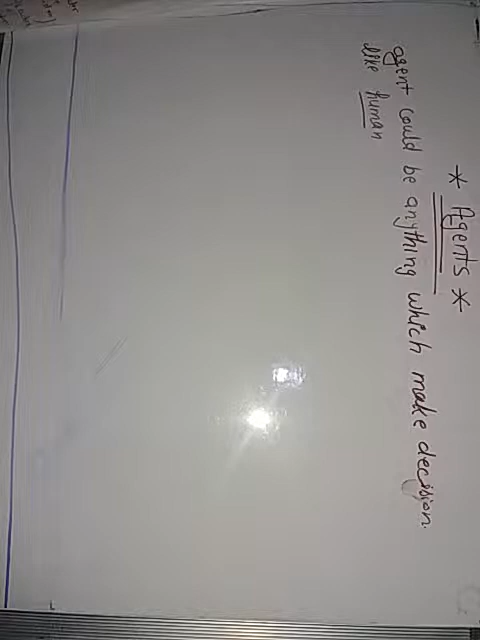 * Agents *
agent could be anything which make decision.
like human